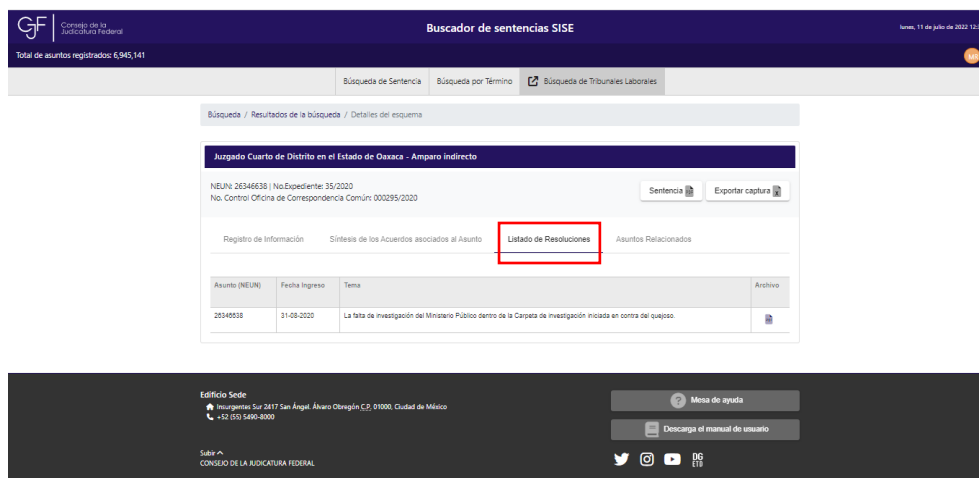 CJF
Consejo de la
Judicatura Federal
Buscador de sentencias SISE
lunes, 11 de julio de 2022 12:
Total de asuntos registrados: 6,945,141
MR
Búsqueda de Sentencia Búsqueda por Término Búsqueda de Tribunales Laborales
Búsqueda / Resultados de la búsqueda / Detalles del esquema
Juzgado Cuarto de Distrito en el Estado de Oaxaca - Amparo indirecto
NEUN: 26346638 | No.Expediente: 35/2020
No. Control Oficina de Correspondencia Común: 000295/2020
Sentencia Exportar captura
Registro de Información Síntesis de los Acuerdos asociados al Asunto Listado de Resoluciones Asuntos Relacionados
Asunto (NEUN) Fecha Ingreso Tema Archivo
26346638 31-08-2020 La falta de investigación del Ministerio Público dentro de la Carpeta de investigación iniciada en contra del quejoso.
Edificio Sede
Insurgentes Sur 2417 San Ángel, Álvaro Obregón C.P. 01000, Ciudad de México
+52 (55) 5490-8000
Mesa de ayuda
Descarga el manual de usuario
Subir
CONSEJO DE LA JUDICATURA FEDERAL
DG
ETD